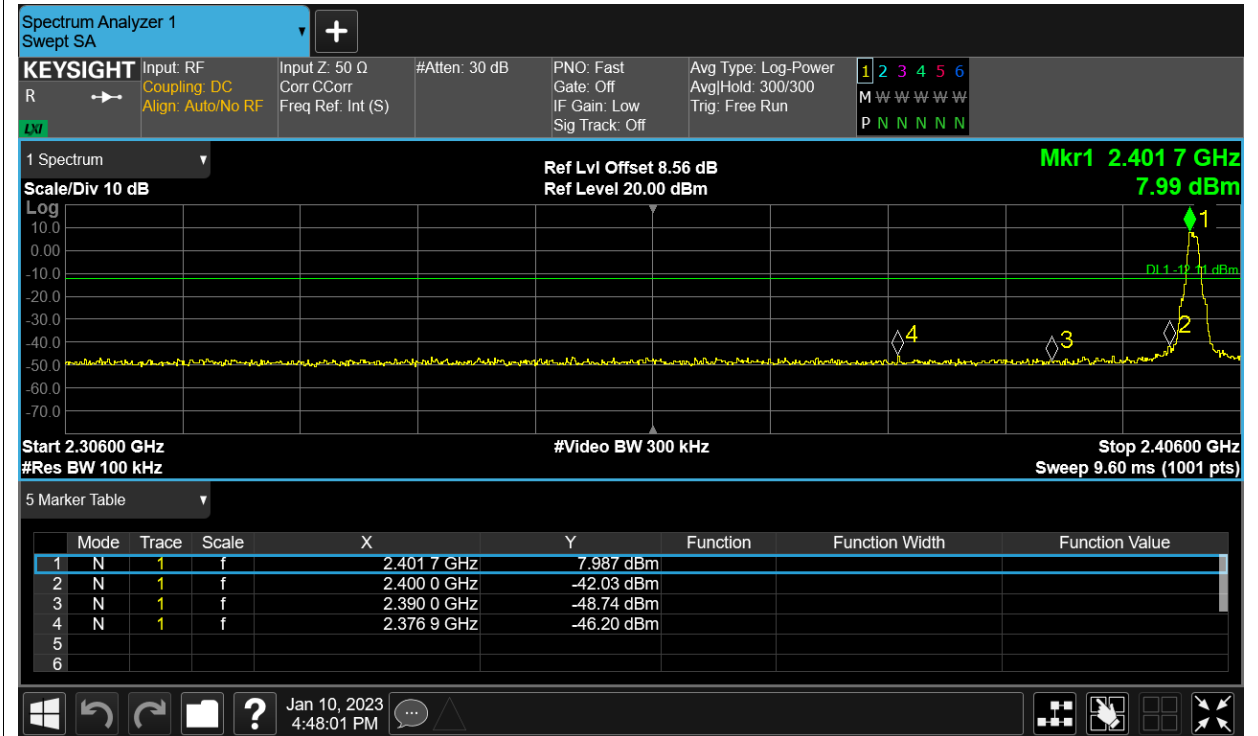 Spectrum Analyzer 1
Swept SA
KEYSIGHT
R
LXI
Input: RF
Coupling: DC
Align: Auto/No RF
Input Z: 50 Ω
Corr CCorr
Freq Ref: Int (S)
#Atten: 30 dB
PNO: Fast
Gate: Off
IF Gain: Low
Sig Track: Off
Avg Type: Log-Power
Avg|Hold: 300/300
Trig: Free Run
1 2 3 4 5 6
M W W W W W
P N N N N N
1 Spectrum
Scale/Div 10 dB
Ref Lvl Offset 8.56 dB
Ref Level 20.00 dBm
Mkr1 2.401 7 GHz
7.99 dBm
Log
10.0
0.00
-10.0
-20.0
-30.0
-40.0
-50.0
-60.0
-70.0
1
DL1 -12.11 dBm
2
3
4
Start 2.30600 GHz
#Res BW 100 kHz
#Video BW 300 kHz
Stop 2.40600 GHz
Sweep 9.60 ms (1001 pts)
5 Marker Table
Mode Trace Scale X Y Function Function Width Function Value
1 N 1 f 2.401 7 GHz 7.987 dBm
2 N 1 f 2.400 0 GHz -42.03 dBm
3 N 1 f 2.390 0 GHz -48.74 dBm
4 N 1 f 2.376 9 GHz -46.20 dBm
5
6
?
Jan 10, 2023
4:48:01 PM